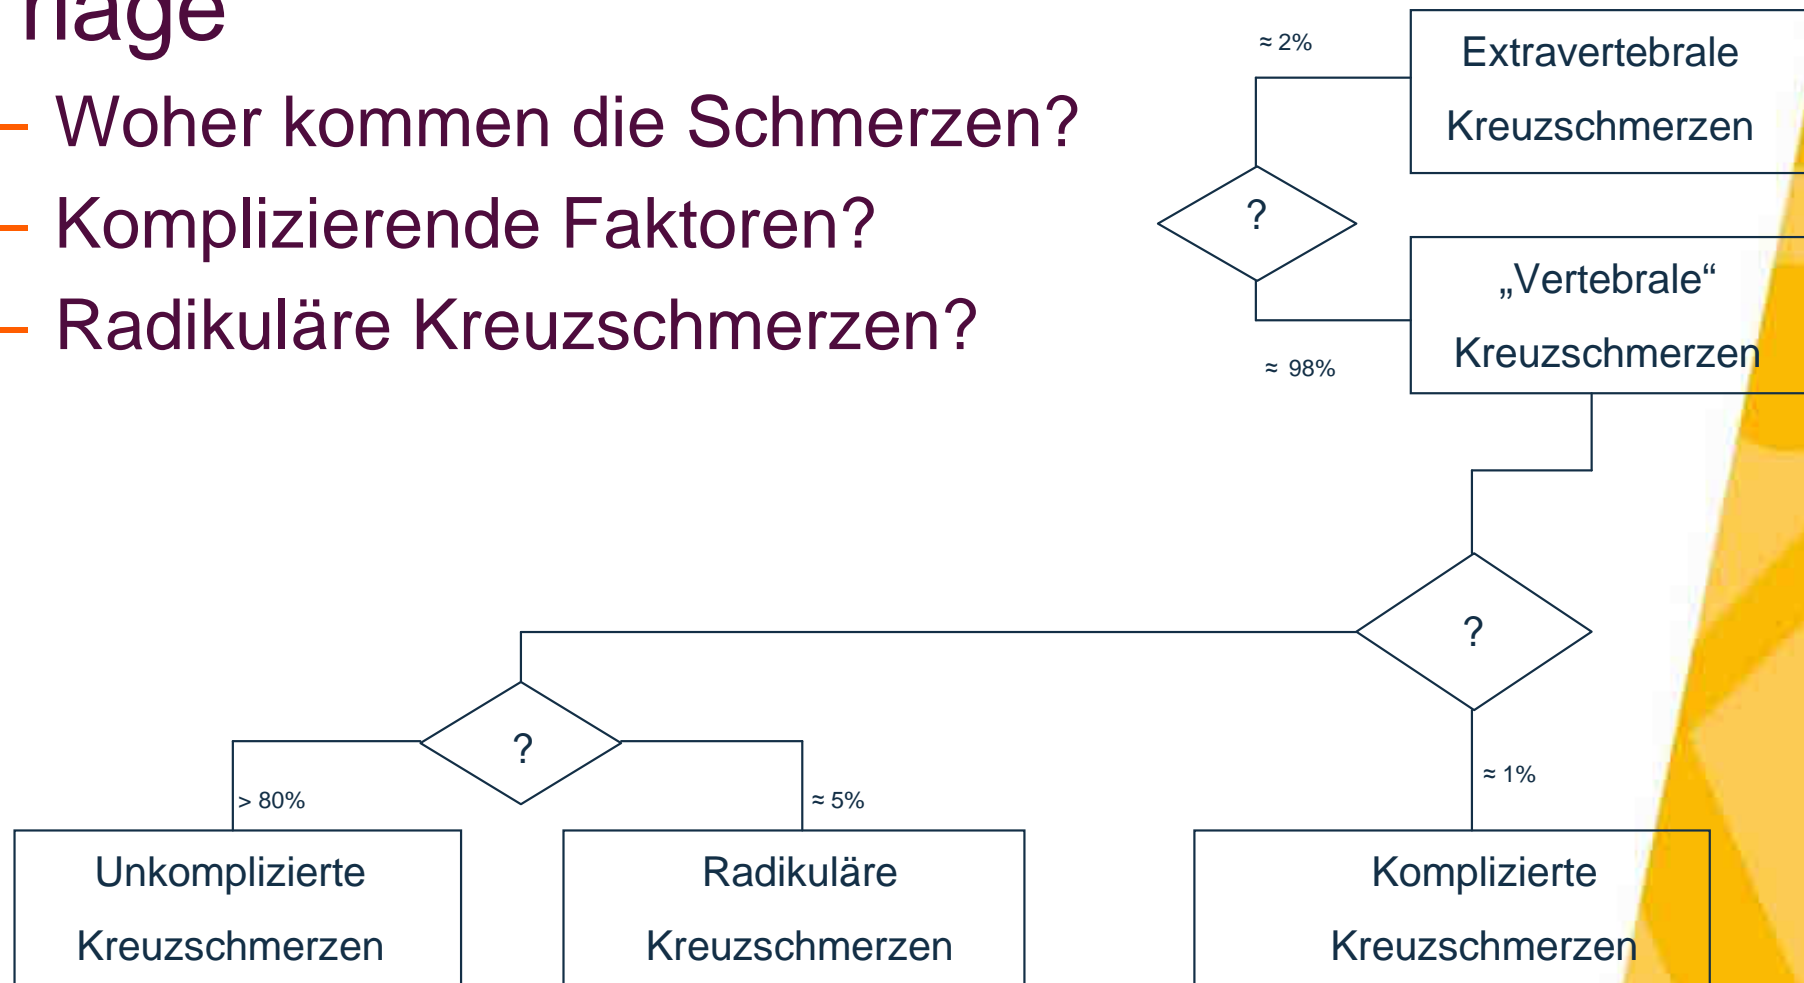 riage
– Woher kommen die Schmerzen?
– Komplizierende Faktoren?
– Radikuläre Kreuzschmerzen?
≈ 2%
Extravertebrale
Kreuzschmerzen
?
„Vertebrale“
Kreuzschmerzen
≈ 98%
?
?
> 80%
≈ 5%
≈ 1%
Unkomplizierte
Kreuzschmerzen
Radikuläre
Kreuzschmerzen
Komplizierte
Kreuzschmerzen